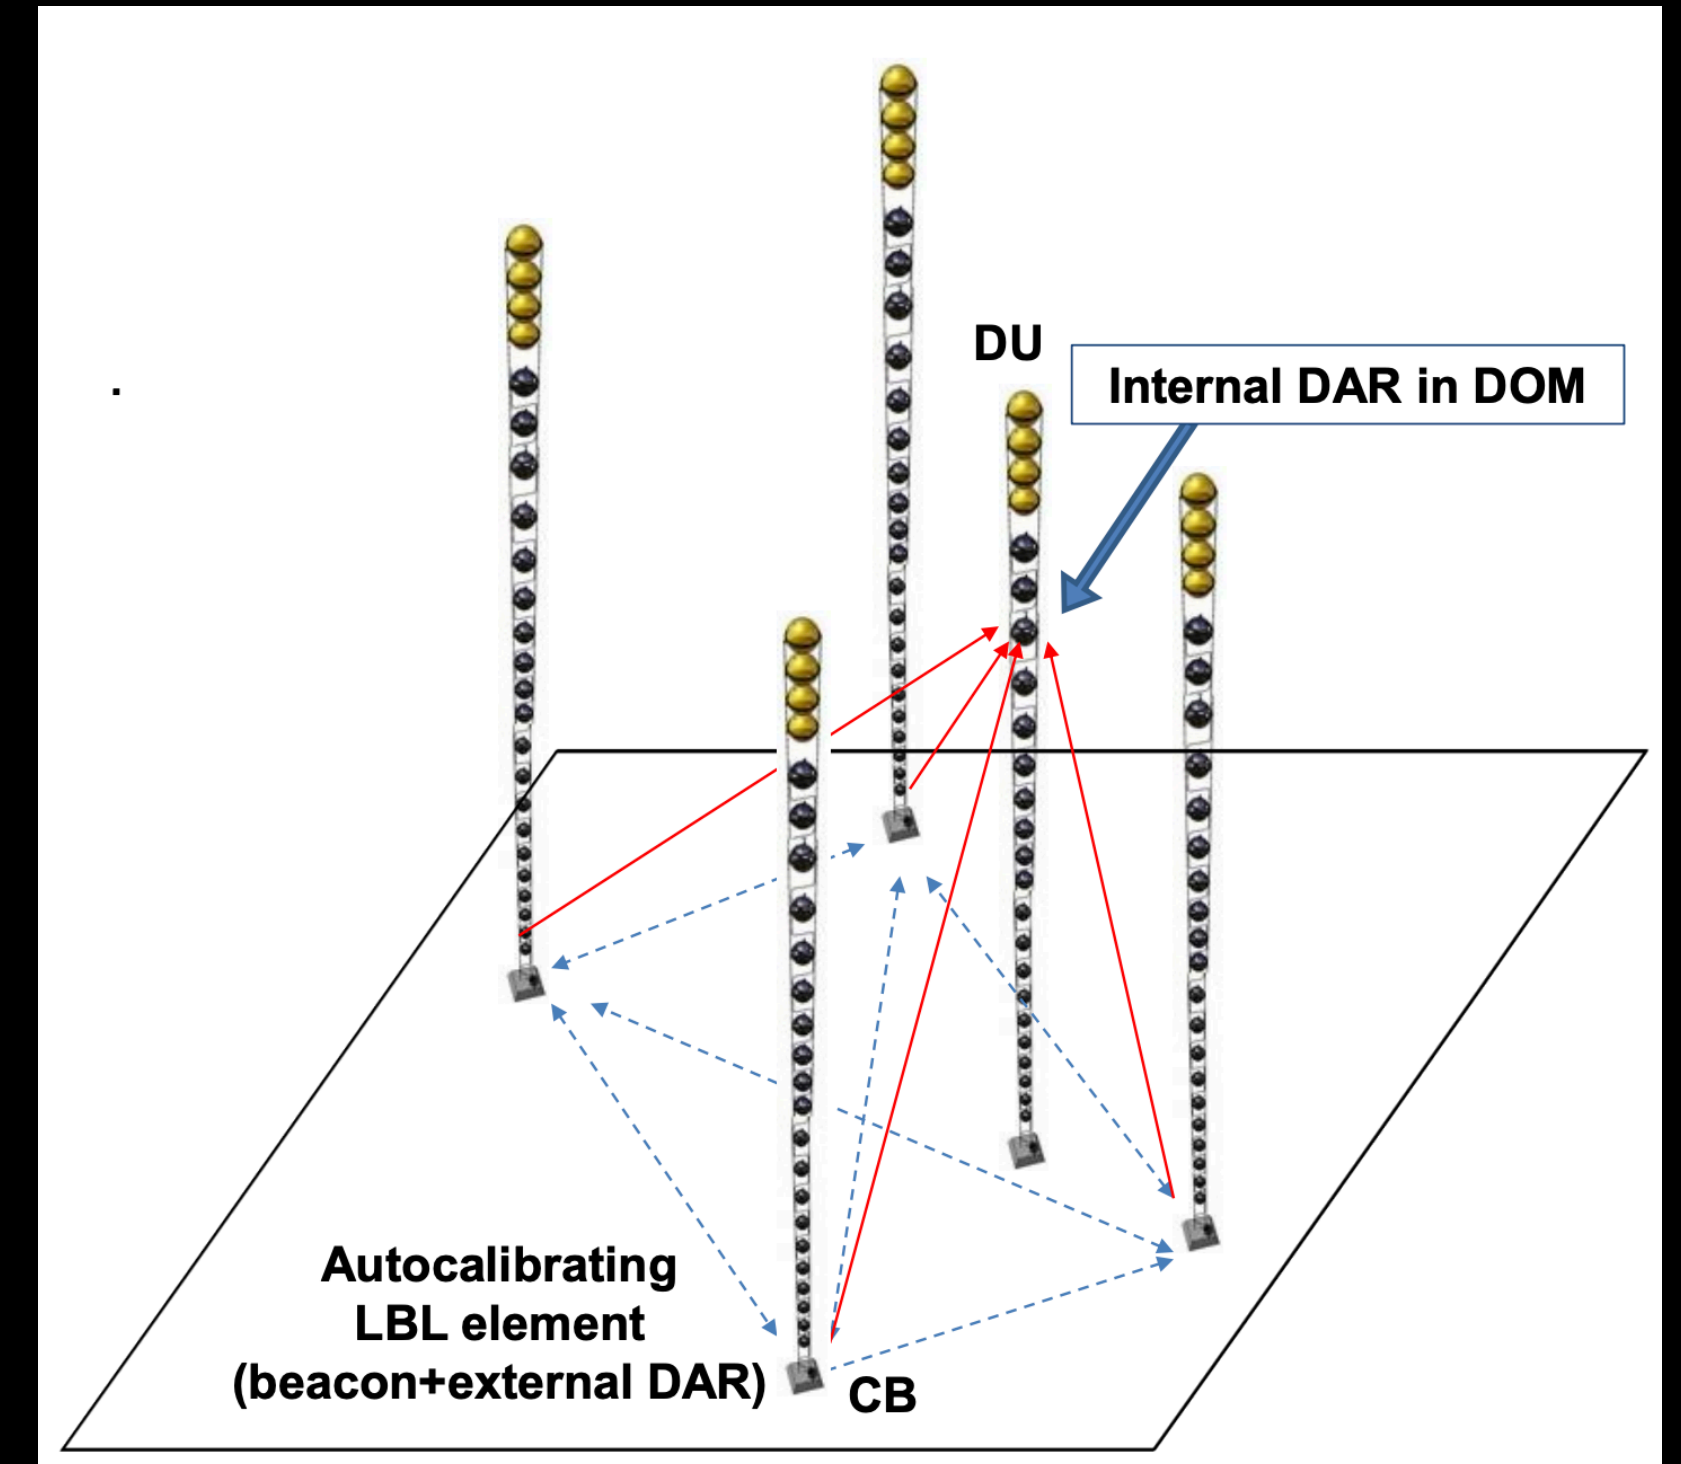 DU
Internal DAR in DOM
.
Autocalibrating
LBL element
(beacon+external DAR)
CB